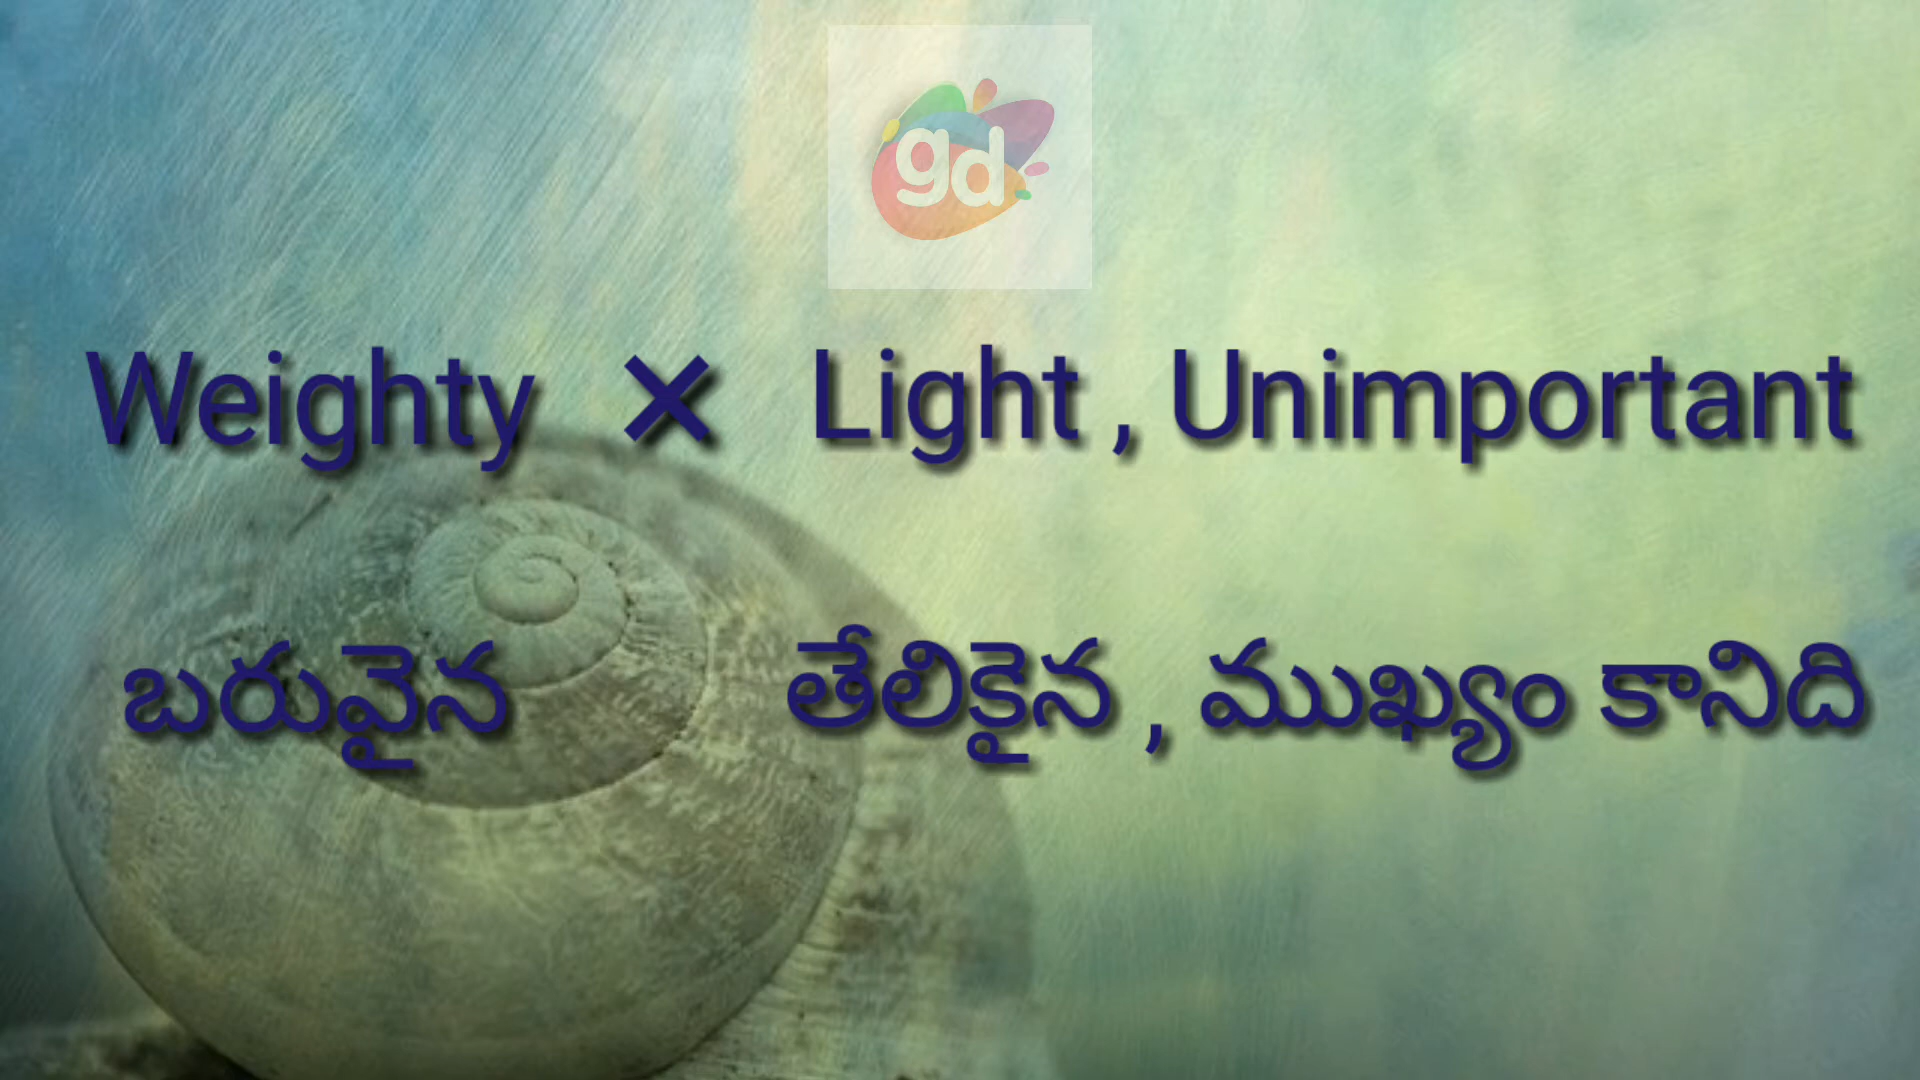 gd
Weighty × Light , Unimportant
బరువైన తేలికైన , ముఖ్యం కానిది